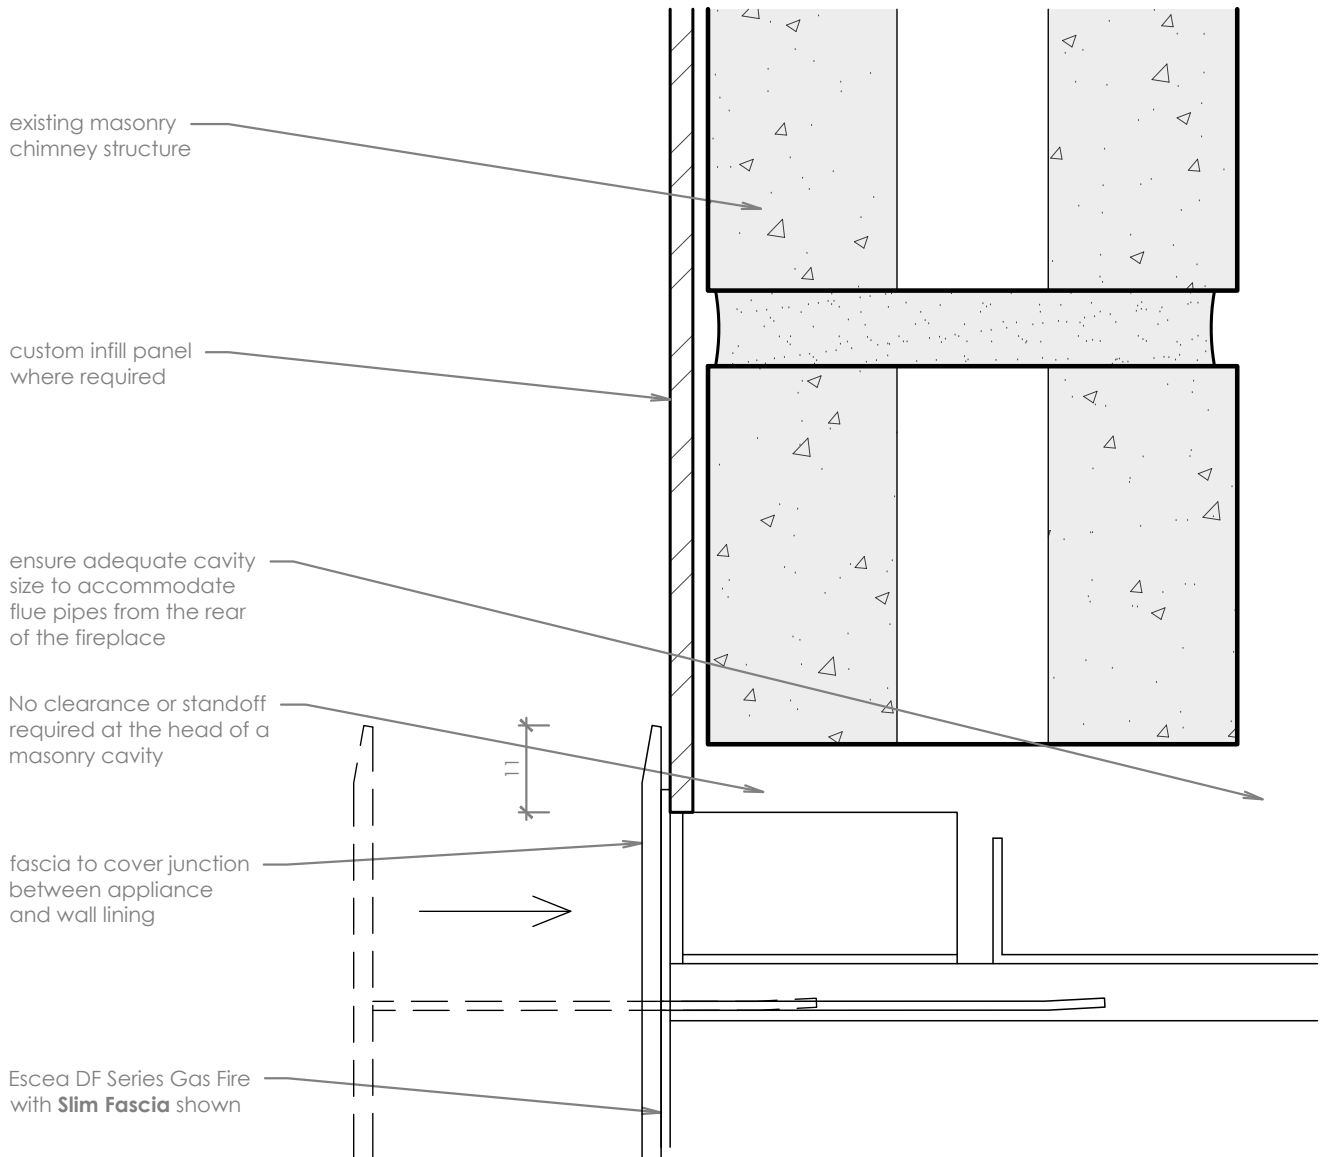 existing masonry
chimney structure
custom infill panel
where required
ensure adequate cavity
size to accommodate
flue pipes from the rear
of the fireplace
No clearance or standoff
required at the head of a
masonry cavity
11
fascia to cover junction
between appliance
and wall lining
Escea DF Series Gas Fire
with Slim Fascia shown